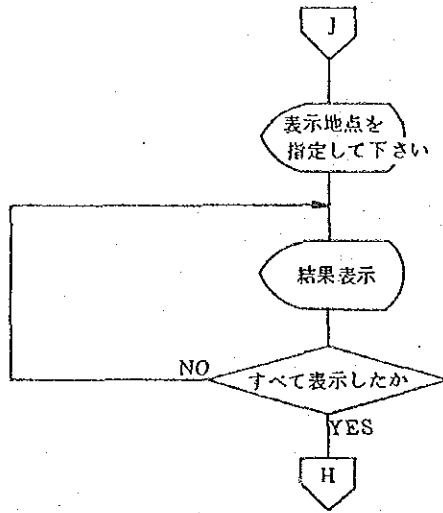 J
表示地点を
指定して下さい
結果表示
NO
すべて表示したか
YES
H